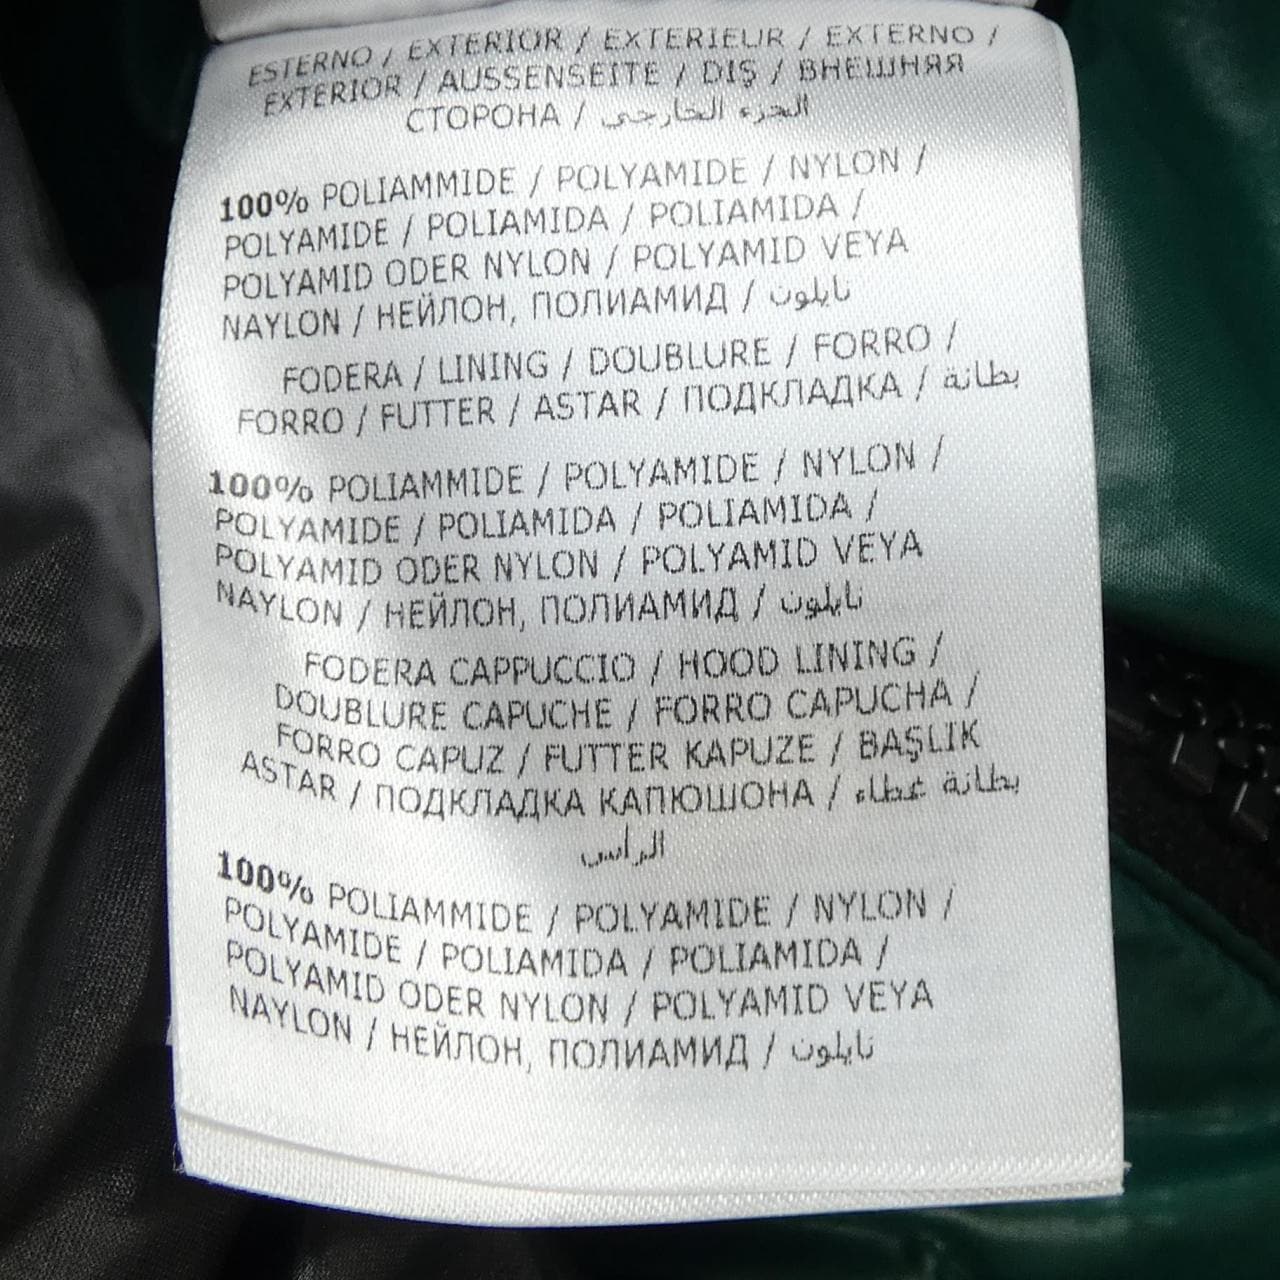 ESTERNO / EXTERIOR / EXTERIEUR / EXTERNO /
EXTERIOR / AUSSENSEITE / DIŞ / ВНЕШНЯЯ
СТОРОНА / الجزء الخارجي
100% POLIAMMIDE / POLYAMIDE / NYLON /
POLYAMIDE / POLIAMIDA / POLIAMIDA /
POLYAMID ODER NYLON / POLYAMID VEYA
NAYLON / НЕЙЛОН, ПОЛИАМИД / نايلون
FODERA / LINING / DOUBLURE / FORRO /
FORRO / FUTTER / ASTAR / ПОДКЛАДКА / بطانة
100% POLIAMMIDE / POLYAMIDE / NYLON /
POLYAMIDE / POLIAMIDA / POLIAMIDA /
POLYAMID ODER NYLON / POLYAMID VEYA
NAYLON / НЕЙЛОН, ПОЛИАМИД / نايلون
FODERA CAPPUCCIO / HOOD LINING /
DOUBLURE CAPUCHE / FORRO CAPUCHA /
FORRO CAPUZ / FUTTER KAPUZE / BAŞLIK
ASTAR / ПОДКЛАДКА КАПЮШОНА / بطانة غطاء
الرأس
100% POLIAMMIDE / POLYAMIDE / NYLON /
POLYAMIDE / POLIAMIDA / POLIAMIDA /
POLYAMID ODER NYLON / POLYAMID VEYA
NAYLON / НЕЙЛОН, ПОЛИАМИД / نايلون